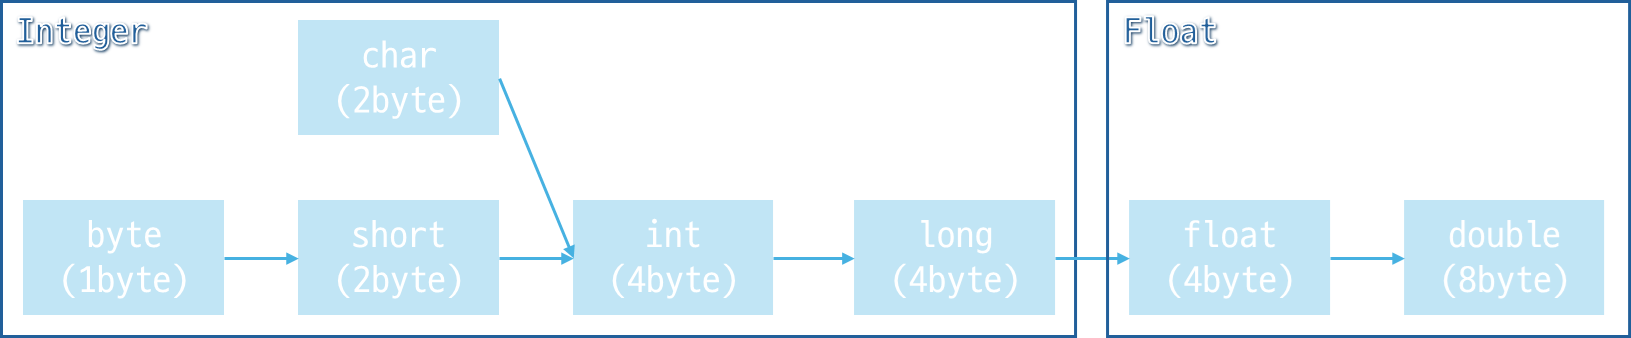 Integer
char
(2byte)
byte
(1byte)
short
(2byte)
int
(4byte)
long
(4byte)
Float
float
(4byte)
double
(8byte)